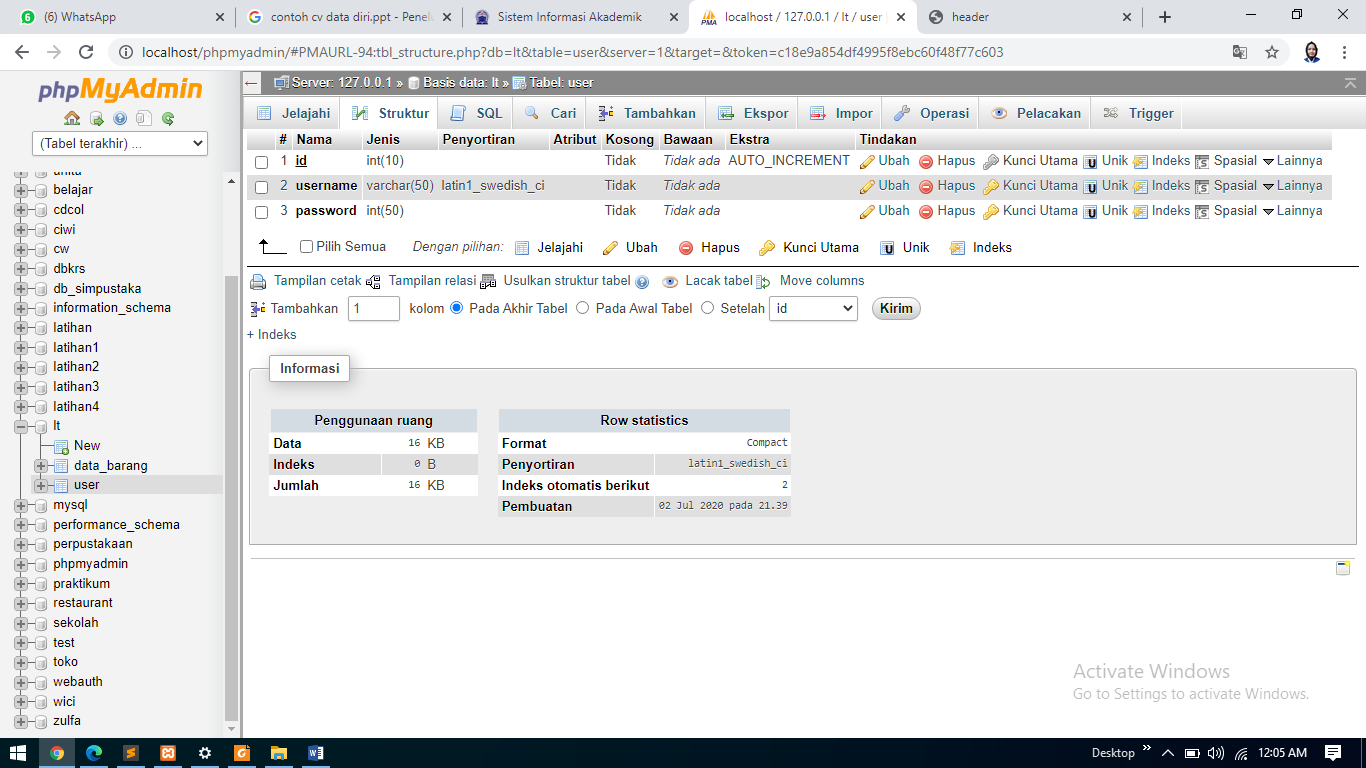 (6) WhatsApp
contoh cv data diri.ppt - Penel
Sistem Informasi Akademik
localhost / 127.0.0.1 / lt / user |
header
localhost/phpmyadmin/#PMAURL-94:tbl_structure.php?db=lt&table=user&server=1&target=&token=c18e9a854df4995f8ebc60f48f77c603
phpMyAdmin
(Tabel terakhir) ...
belajar
cdcol
ciwi
cw
dbkrs
db_simpustaka
information_schema
latihan
latihan1
latihan2
latihan3
latihan4
lt
New
data_barang
user
mysql
performance_schema
perpustakaan
phpmyadmin
praktikum
restaurant
sekolah
test
toko
webauth
wici
zulfa
Server: 127.0.0.1 » Basis data: lt » Tabel: user
Jelajahi Struktur SQL Cari Tambahkan Ekspor Impor Operasi Pelacakan Trigger
# Nama Jenis Penyortiran Atribut Kosong Bawaan Ekstra Tindakan
1 id int(10) Tidak Tidak ada AUTO_INCREMENT Ubah Hapus Kunci Utama Unik Indeks Spasial Lainnya
2 username varchar(50) latin1_swedish_ci Tidak Tidak ada Ubah Hapus Kunci Utama Unik Indeks Spasial Lainnya
3 password int(50) Tidak Tidak ada Ubah Hapus Kunci Utama Unik Indeks Spasial Lainnya
Pilih Semua Dengan pilihan: Jelajahi Ubah Hapus Kunci Utama Unik Indeks
Tampilan cetak Tampilan relasi Usulkan struktur tabel Lacak tabel Move columns
Tambahkan 1 kolom Pada Akhir Tabel Pada Awal Tabel Setelah id Kirim
+ Indeks
Informasi
Penggunaan ruang
Data 16 KB
Indeks 0 B
Jumlah 16 KB
Row statistics
Format Compact
Penyortiran latin1_swedish_ci
Indeks otomatis berikut 2
Pembuatan 02 Jul 2020 pada 21.39
Activate Windows
Go to Settings to activate Windows.
Desktop 12:05 AM